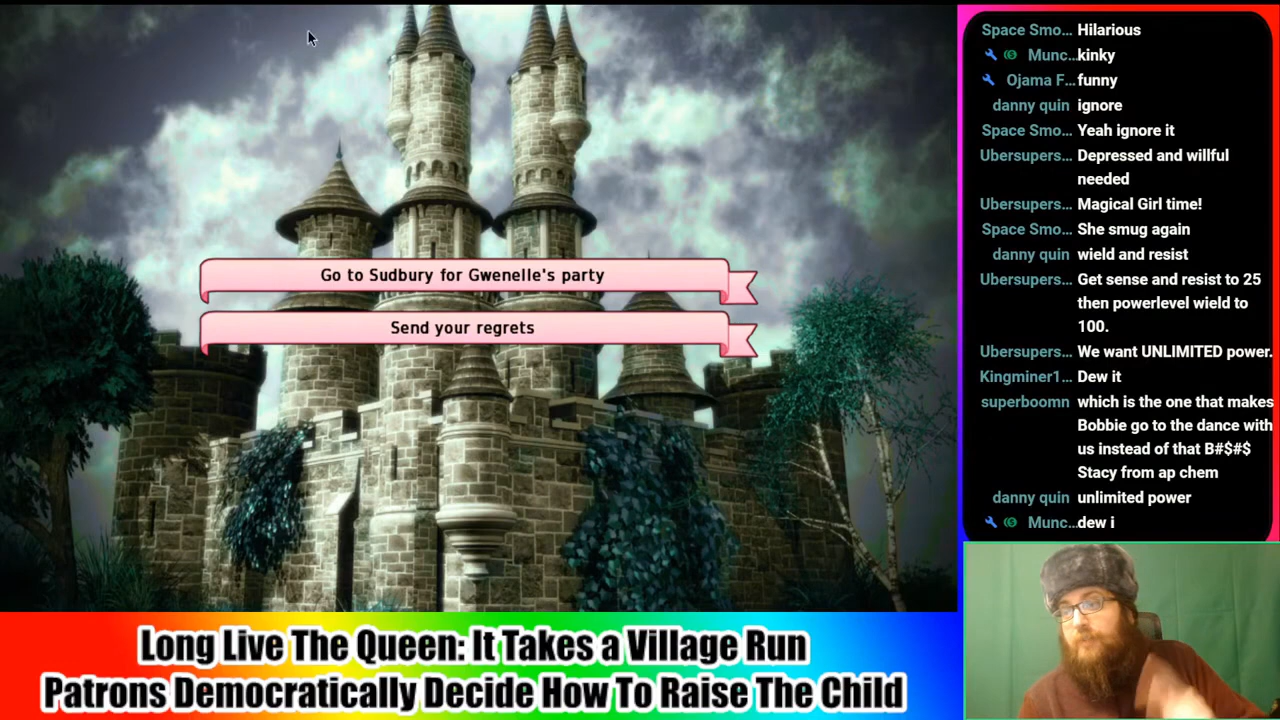 Go to Sudbury for Gwenelle's party
Send your regrets
Long Live The Queen: It Takes a Village Run
Patrons Democratically Decide How To Raise The Child
Space Smo... Hilarious
Munc... kinky
Ojama F... funny
danny quin ignore
Space Smo... Yeah ignore it
Ubersupers... Depressed and willful
needed
Ubersupers... Magical Girl time!
Space Smo... She smug again
danny quin wield and resist
Ubersupers... Get sense and resist to 25
then powerlevel wield to
100.
Ubersupers... We want UNLIMITED power.
Kingminer1... Dew it
superboomn which is the one that makes
Bobbie go to the dance with
us instead of that B#$#$
Stacy from ap chem
danny quin unlimited power
Munc... dew i